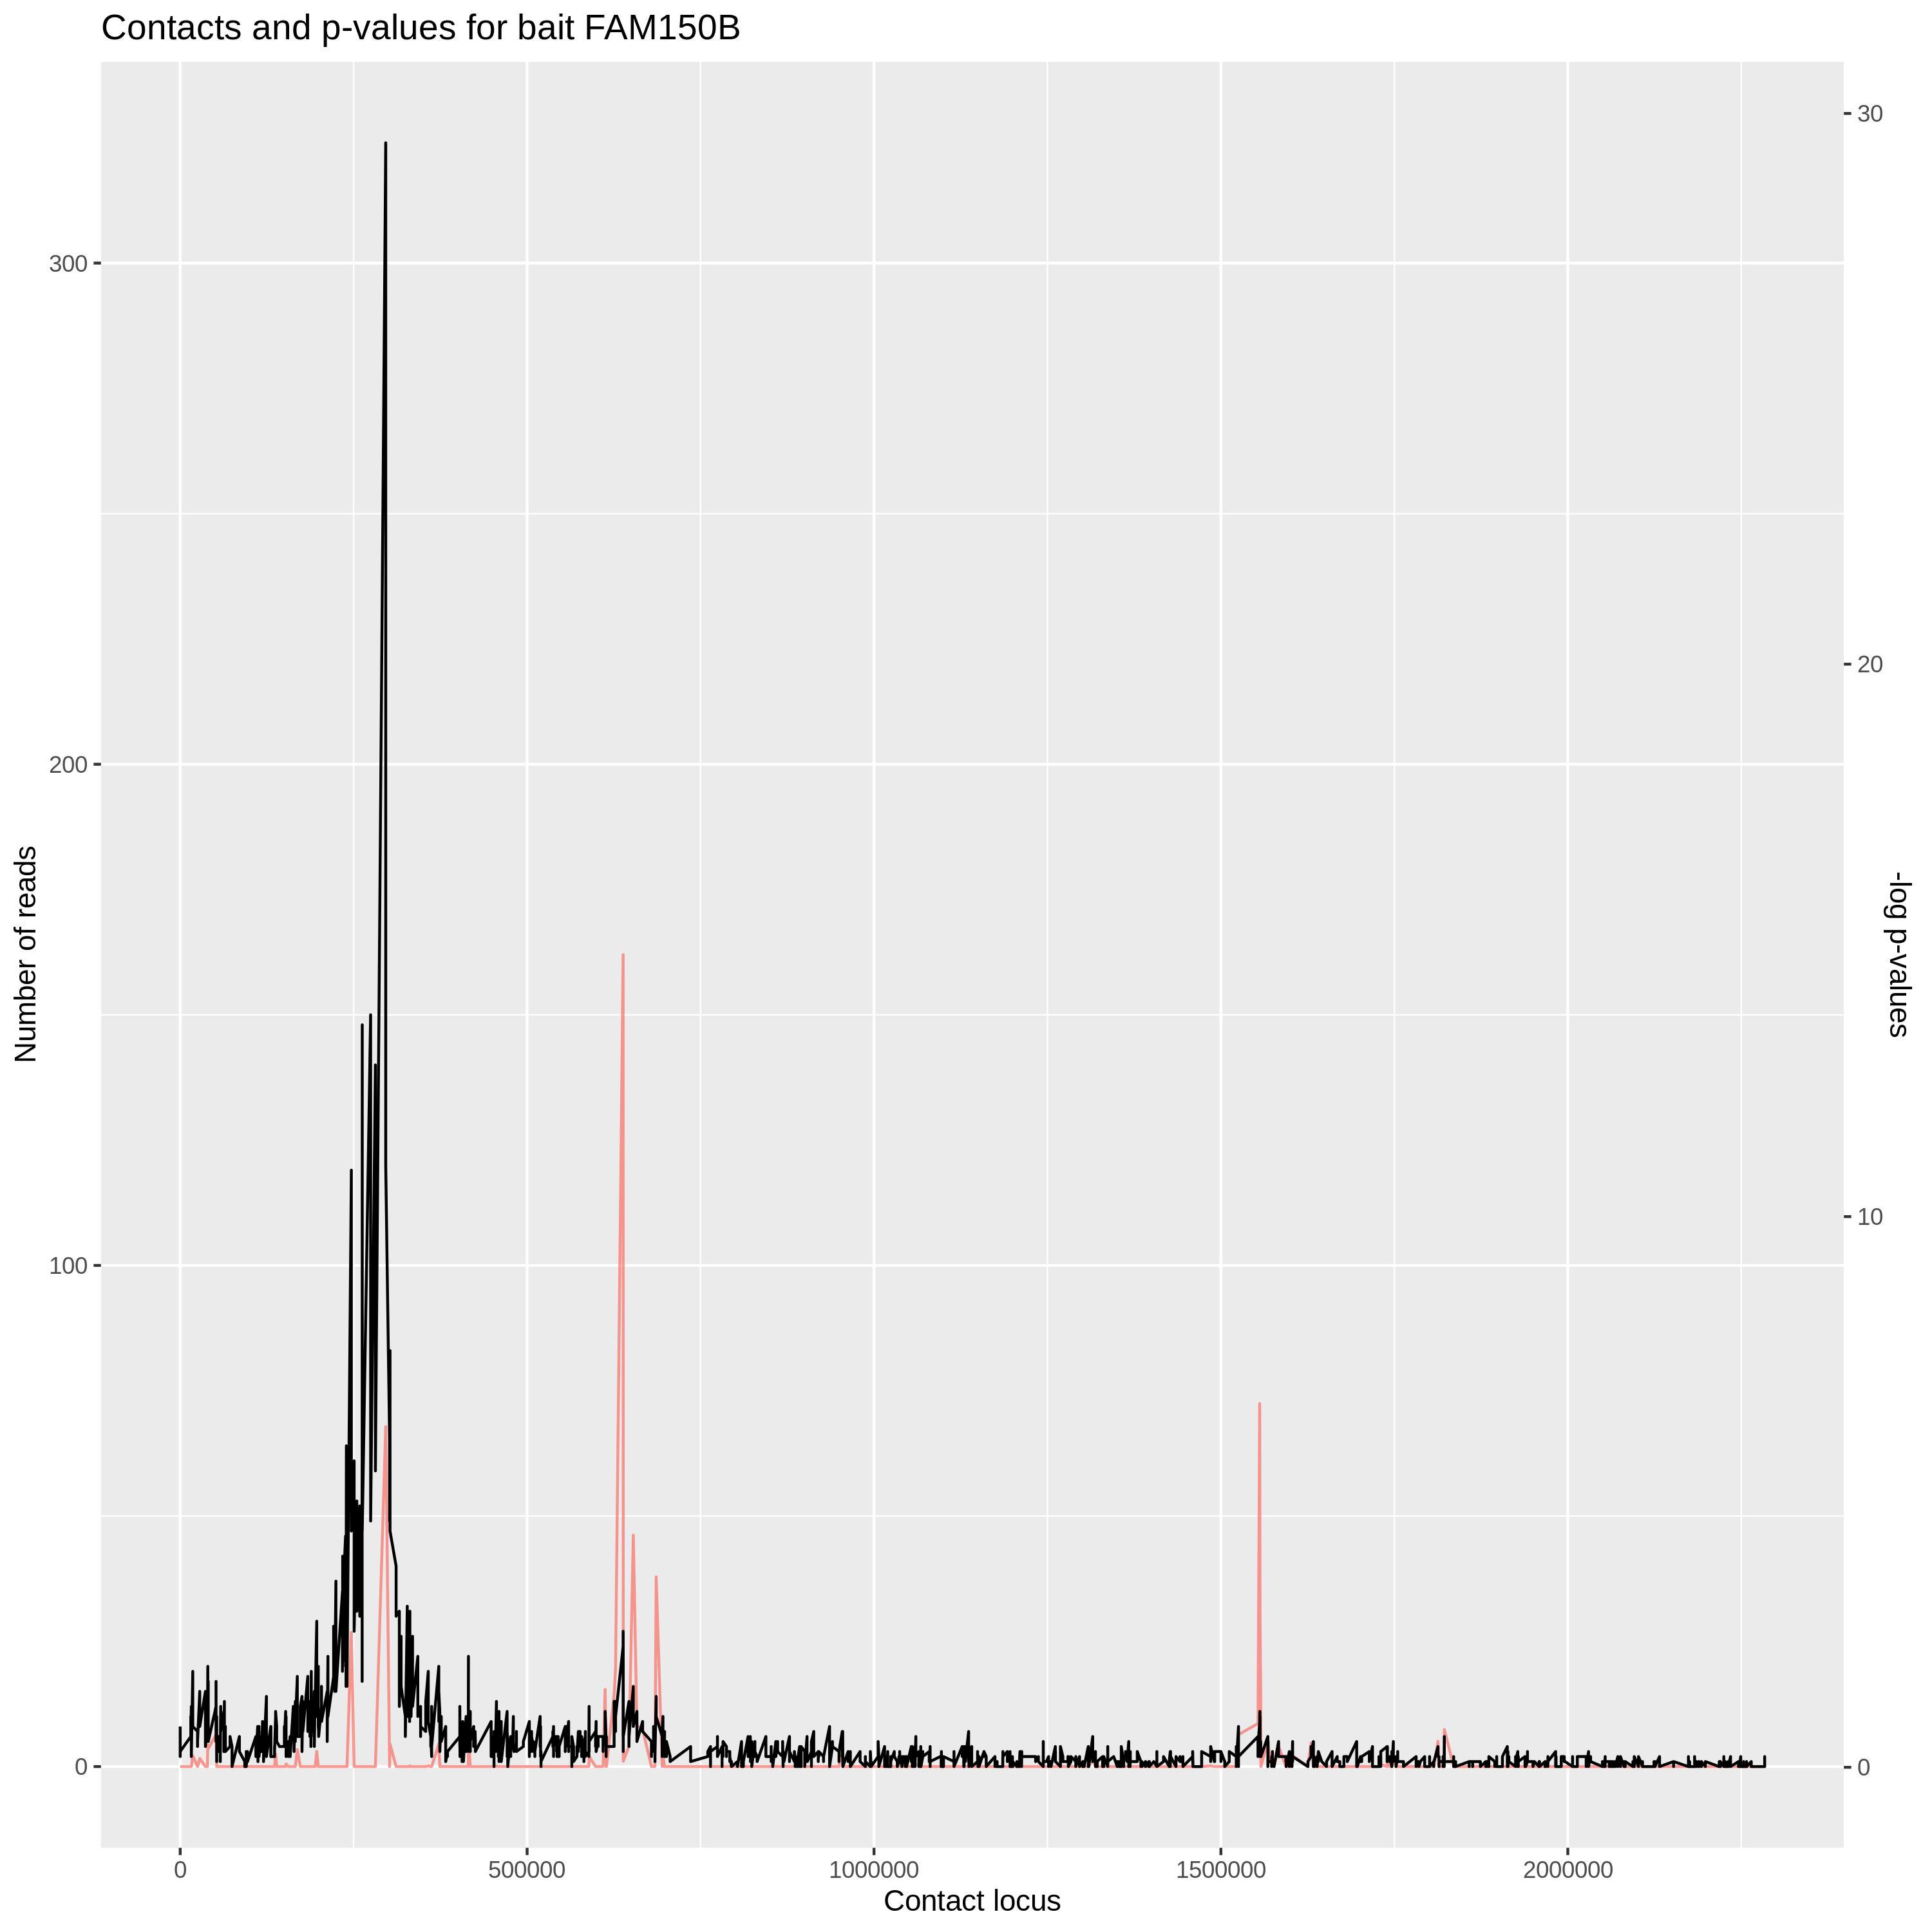 Contacts and p-values for bait FAM150B
Number of reads
300
200
100
0
30
20
10
0
-log p-values
0 500000 1000000 1500000 2000000
Contact locus